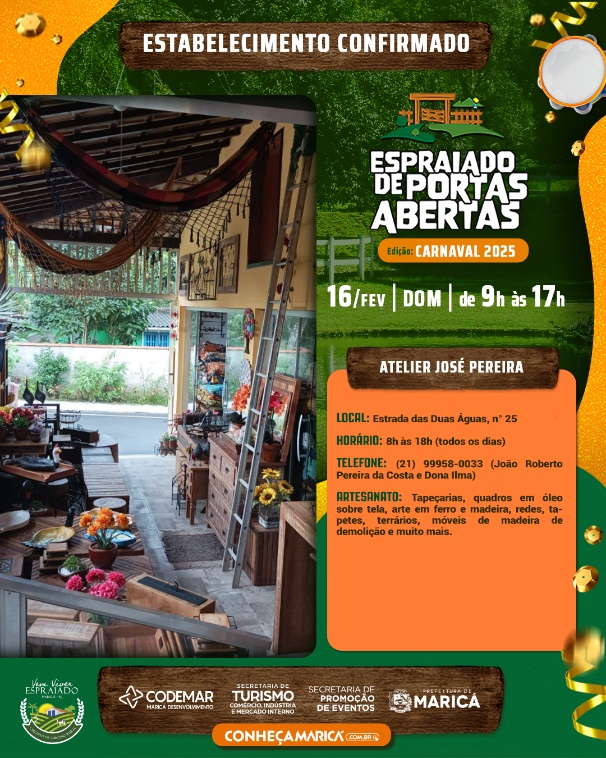 ESTABELECIMENTO CONFIRMADO
ESPRAIADO
DE PORTAS
ABERTAS
Edição: CARNAVAL 2025
16/FEV | DOM | de 9h às 17h
ATELIER JOSÉ PEREIRA
LOCAL: Estrada das Duas Águas, n° 25
HORÁRIO: 8h às 18h (todos os dias)
TELEFONE: (21) 99958-0033 (João Roberto
Pereira da Costa e Dona Ilma)
ARTESANATO: Tapeçarias, quadros em óleo
sobre tela, arte em ferro e madeira, redes, ta-
petes, terrários, móveis de madeira de
demolição e muito mais.
Vem Viver
ESPRAIADO
MARICÁ - RJ
CODEMAR
MARICÁ DESENVOLVIMENTO
SECRETARIA DE
TURISMO
COMÉRCIO, INDÚSTRIA
E MERCADO INTERNO
SECRETARIA DE
PROMOÇÃO
DE EVENTOS
PREFEITURA DE
MARICÁ
CONHEÇAMARICÁ.COM.BR